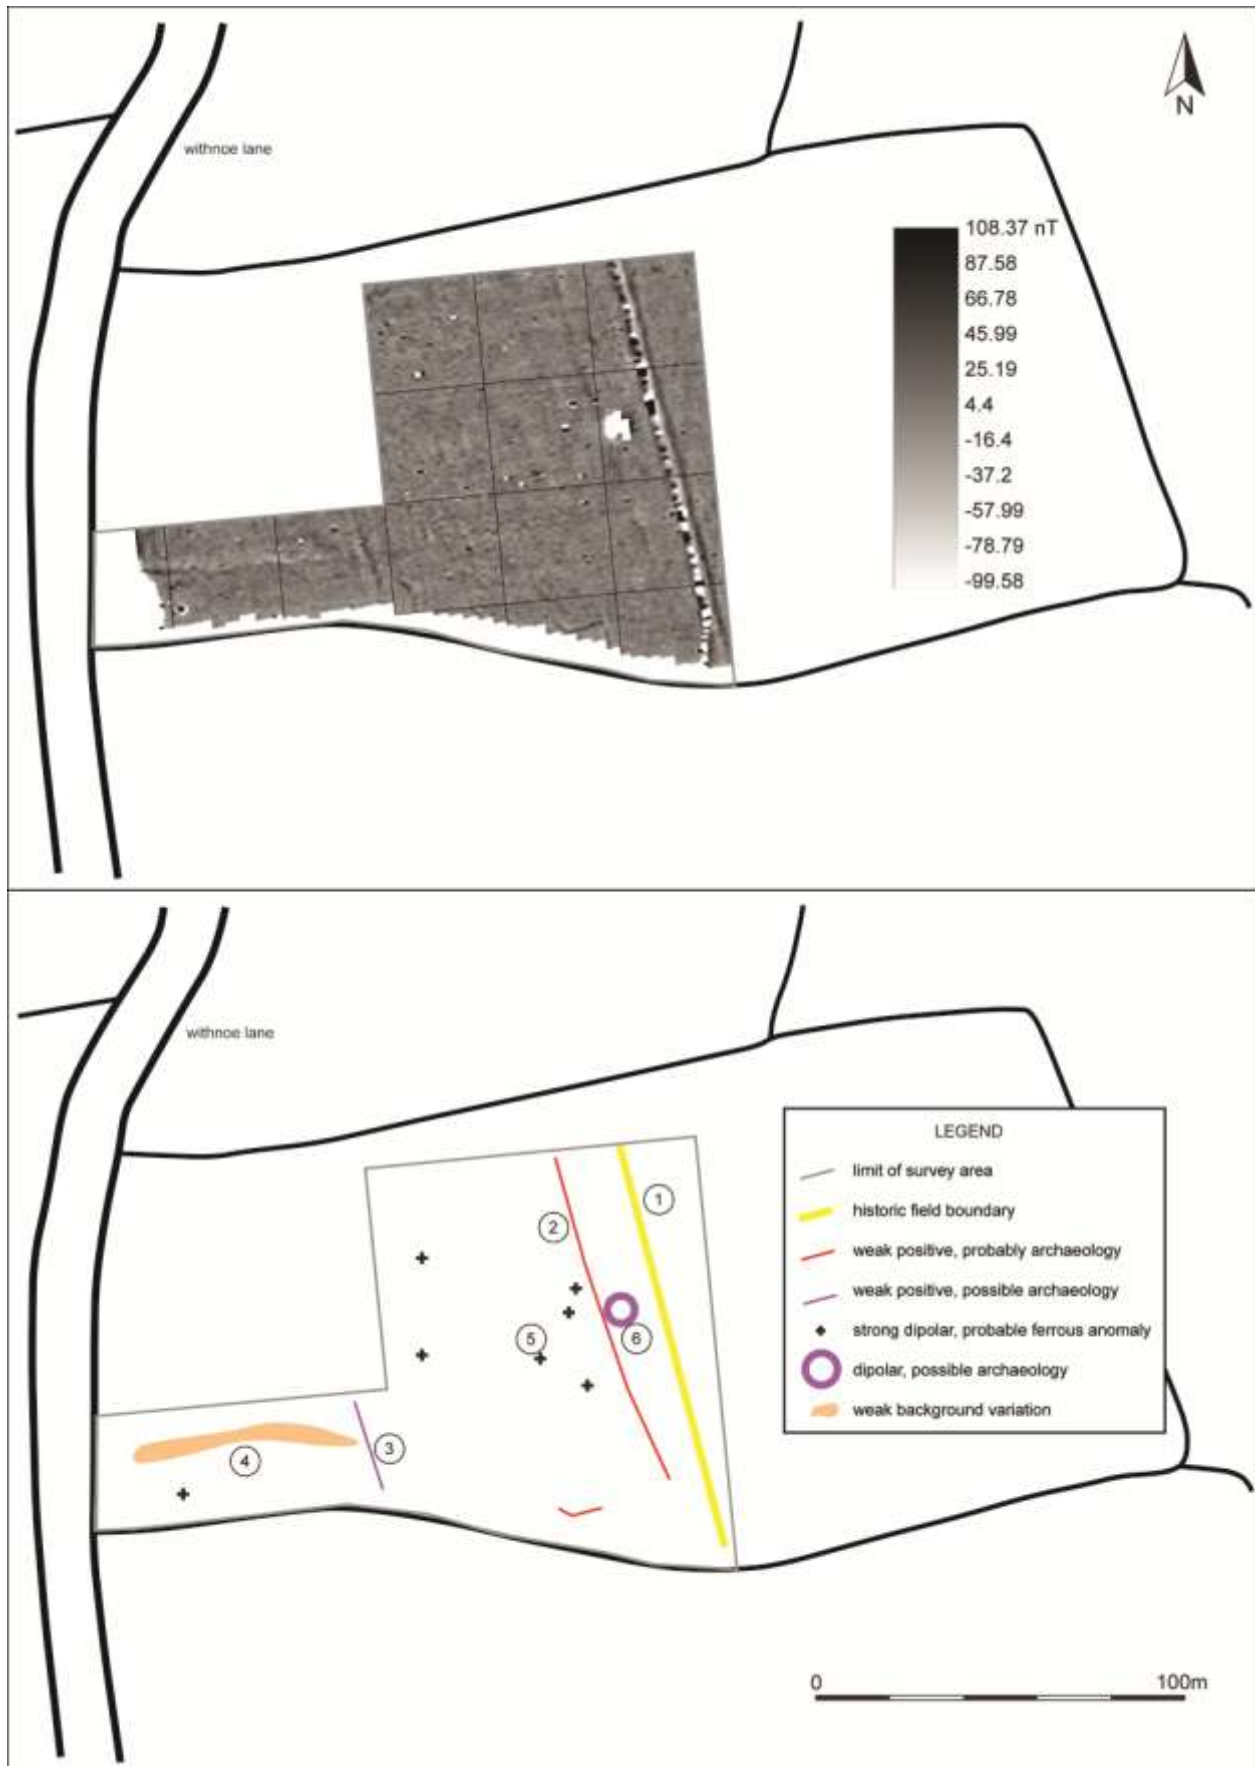 N
withnoe lane
108.37 nT
87.58
66.78
45.99
25.19
4.4
-16.4
-37.2
-57.99
-78.79
-99.58
withnoe lane
LEGEND
limit of survey area
historic field boundary
weak positive, probably archaeology
weak positive, possible archaeology
strong dipolar, probable ferrous anomaly
dipolar, possible archaeology
weak background variation
1
2
5
6
3
4
0 100m